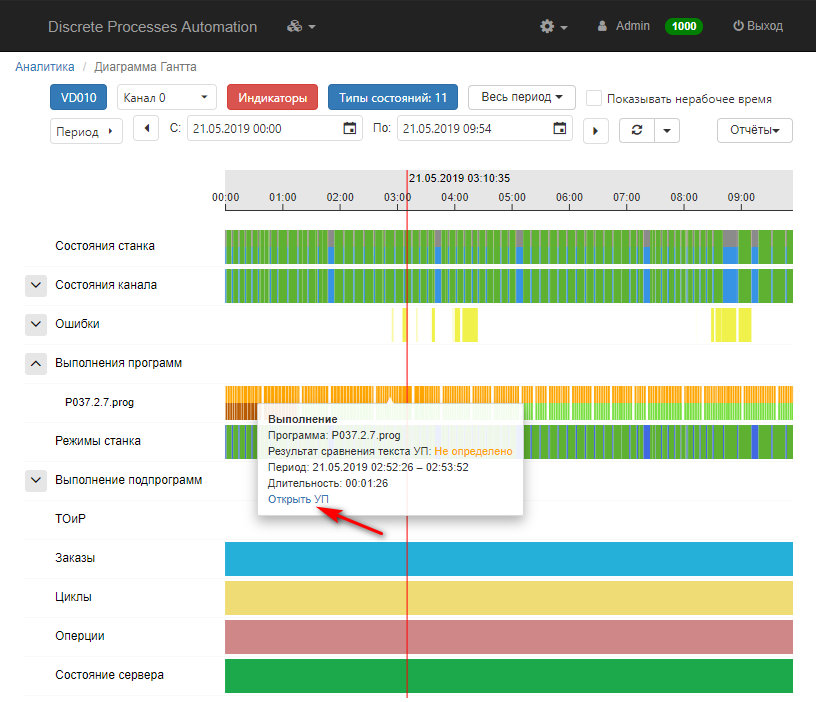 Discrete Processes Automation
Admin
1000
Выход
Аналитика / Диаграмма Гантта
VD010
Канал 0
Индикаторы
Типы состояний: 11
Весь период
Показывать нерабочее время
Период
С:
21.05.2019 00:00
По:
21.05.2019 09:54
Отчёты
21.05.2019 03:10:35
00:00 01:00 02:00 03:00 04:00 05:00 06:00 07:00 08:00 09:00
Состояния станка
Состояния канала
Ошибки
Выполнения программ
P037.2.7.prog
Выполнение
Программа: P037.2.7.prog
Результат сравнения текста УП: Не определено
Период: 21.05.2019 02:52:26 – 02:53:52
Длительность: 00:01:26
Открыть УП
Режимы станка
Выполнение подпрограмм
ТОиР
Заказы
Циклы
Оперции
Состояние сервера